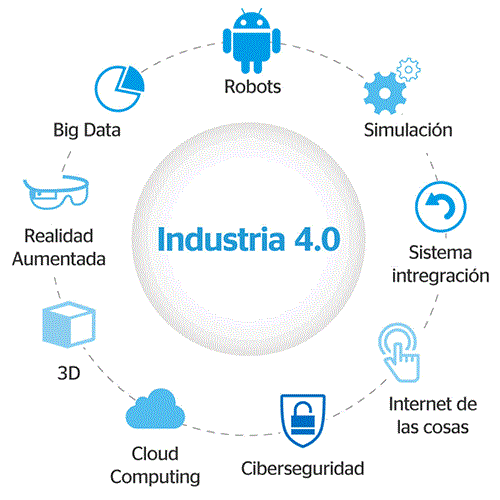 Robots
Simulación
Sistema
intregración
Internet de
las cosas
Ciberseguridad
Cloud
Computing
3D
Realidad
Aumentada
Big Data
Industria 4.0